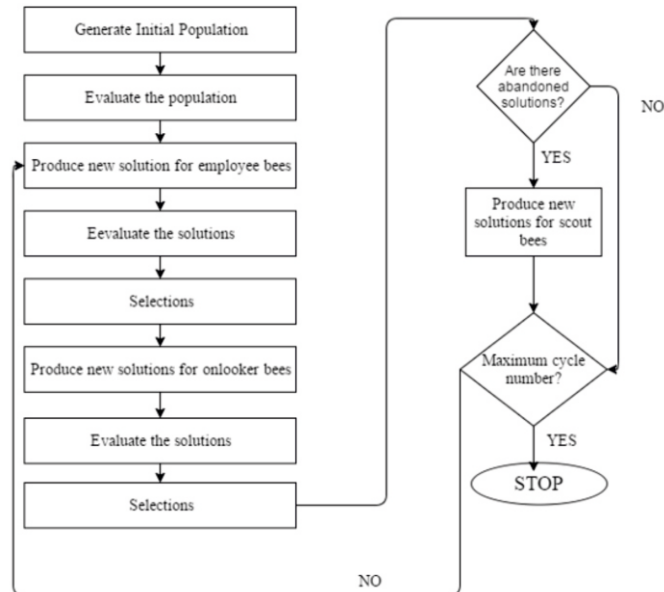 Generate Initial Population
Evaluate the population
Produce new solution for employee bees
Eevaluate the solutions
Selections
Produce new solutions for onlooker bees
Evaluate the solutions
Selections
Are there
abandoned
solutions?
NO
YES
Produce new
solutions for scout
bees
Maximum cycle
number?
YES
STOP
NO